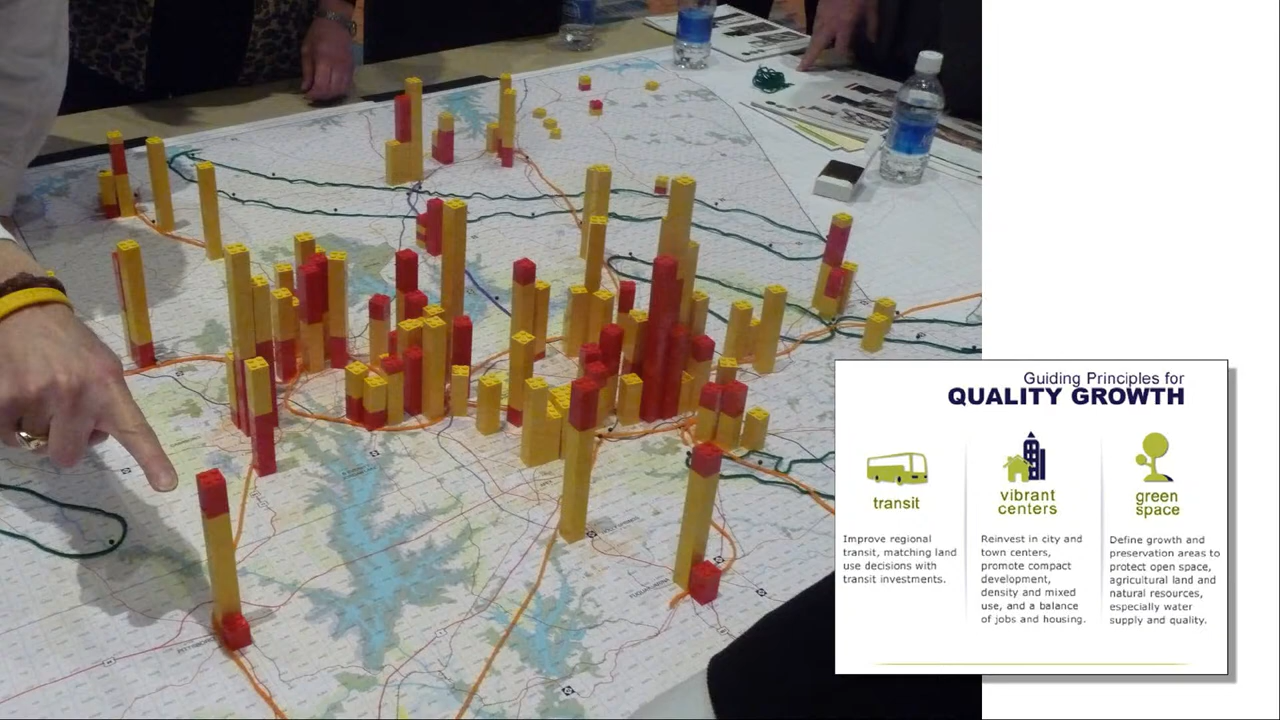 Guiding Principles for
QUALITY GROWTH
transit
Improve regional
transit, matching land
use decisions with
transit investments.
vibrant
centers
Reinvest in city and
town centers,
promote compact
development,
density and mixed
use, and a balance
of jobs and housing.
green
space
Define growth and
preservation areas to
protect open space,
agricultural land and
natural resources,
especially water
supply and quality.